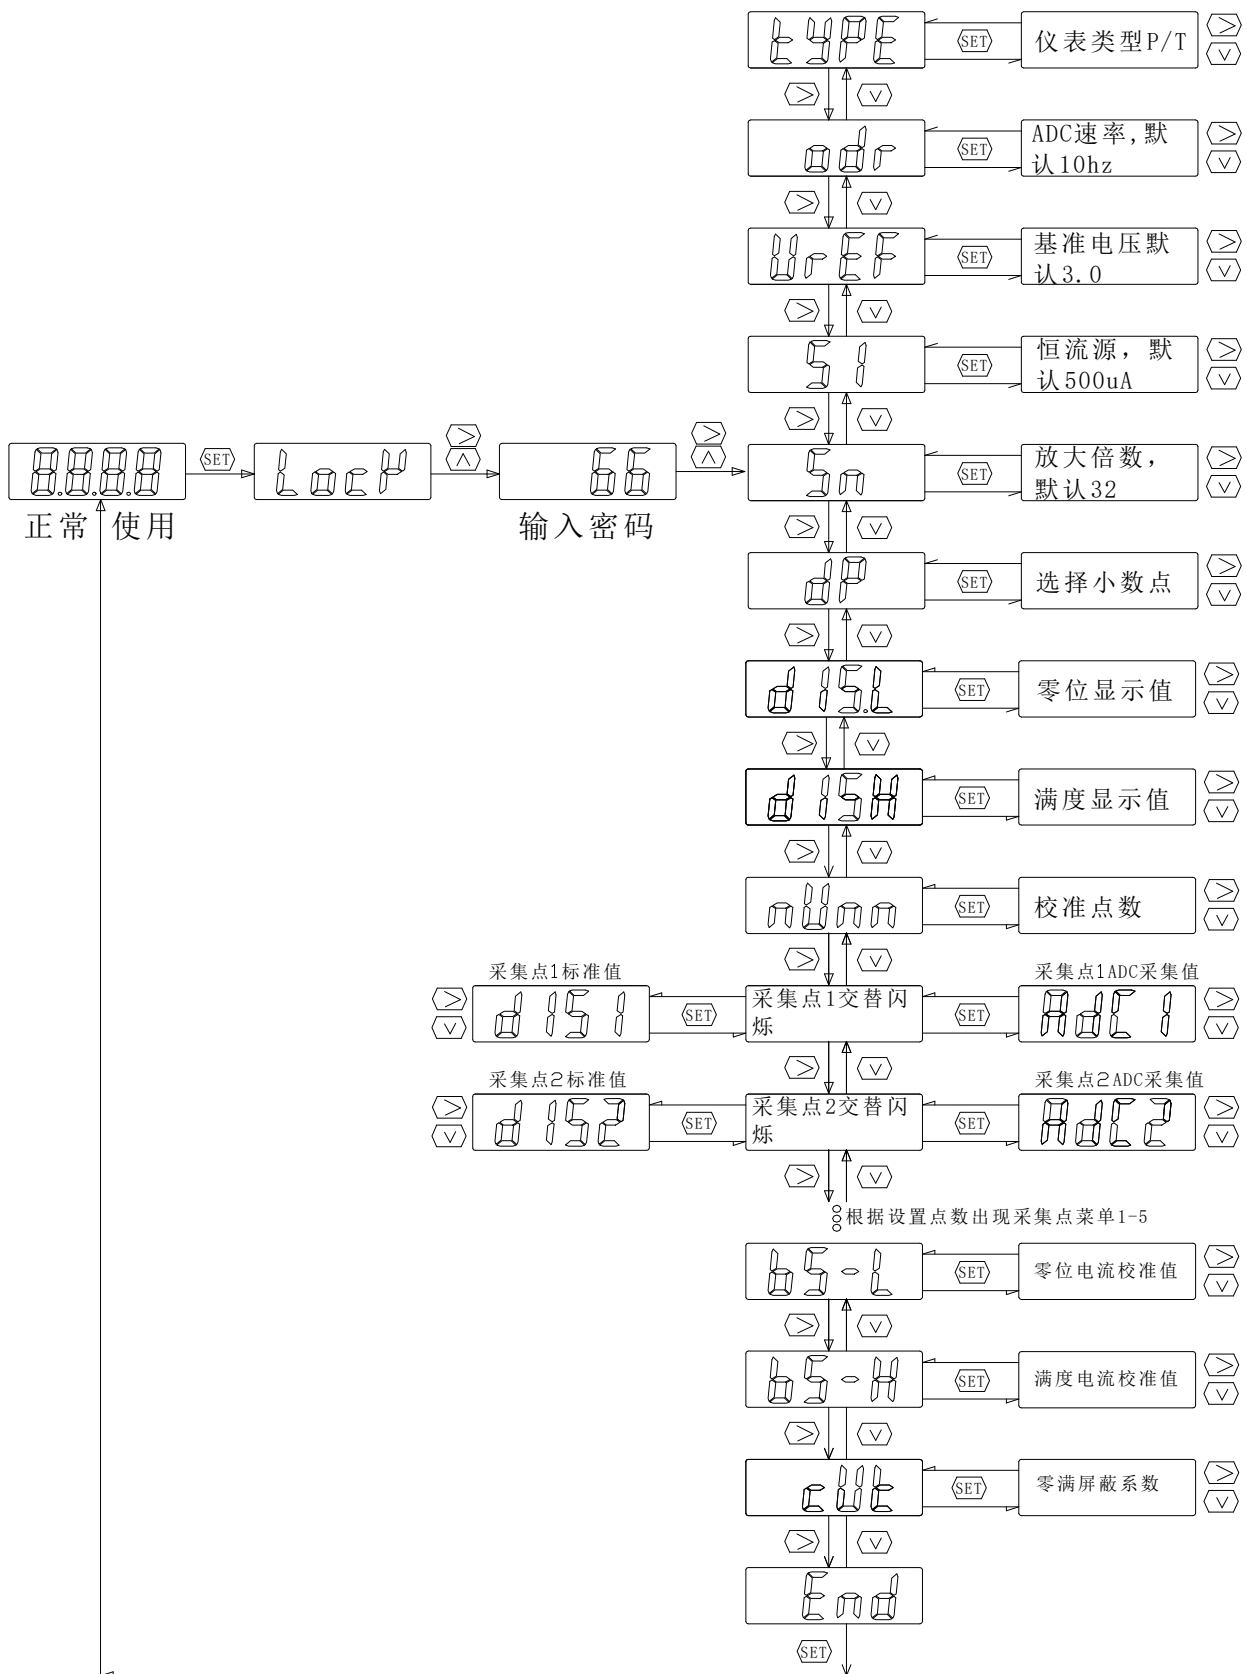 tYPE
SET
仪表类型P/T
odr
SET
ADC速率,默
认10hz
UrEF
SET
基准电压默
认3.0
S1
SET
恒流源，默
认500uA
8.8.8.8
SET
Loc
66
Sn
SET
放大倍数，
默认32
正常 使用
输入密码
dP
SET
选择小数点
dIS.L
SET
零位显示值
dISH
SET
满度显示值
nUnn
SET
校准点数
采集点1标准值
采集点1ADC采集值
dIS1
SET
采集点1交替闪
烁
SET
AdC1
采集点2标准值
采集点2ADC采集值
dIS2
SET
采集点2交替闪
烁
SET
AdC2
根据设置点数出现采集点菜单1-5
bS-L
SET
零位电流校准值
bS-H
SET
满度电流校准值
cUt
SET
零满屏蔽系数
End
SET